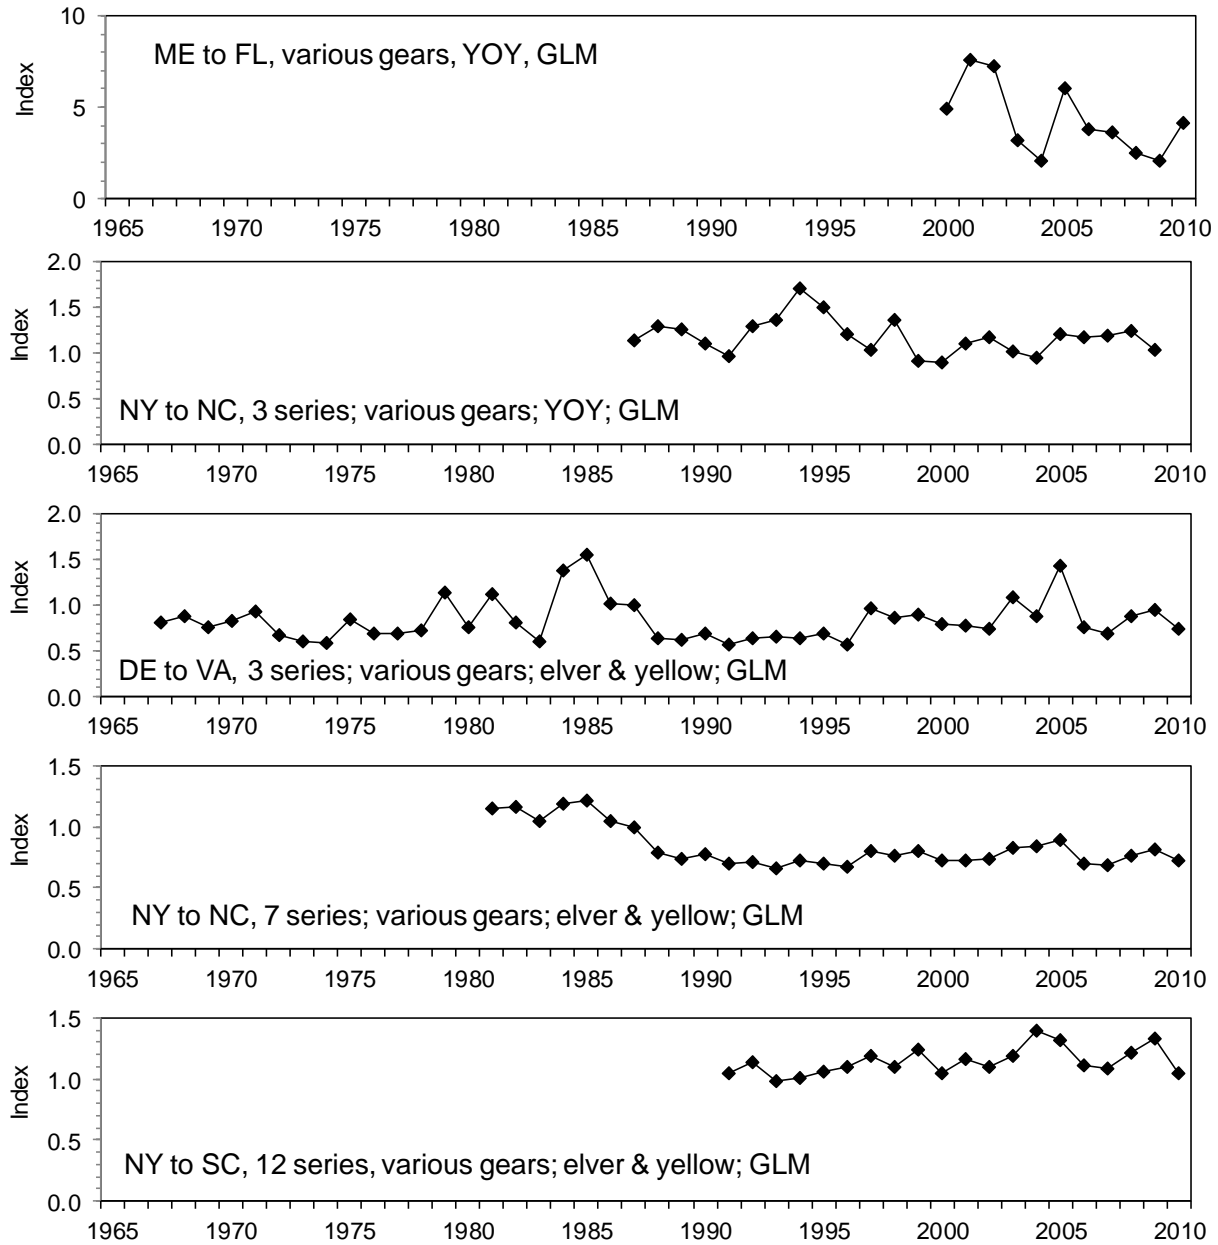 10
ME to FL, various gears, YOY, GLM
Index
5
0
1965 1970 1975 1980 1985 1990 1995 2000 2005 2010
2.0
1.5
Index
1.0
0.5
NY to NC, 3 series; various gears; YOY; GLM
0.0
1965 1970 1975 1980 1985 1990 1995 2000 2005 2010
2.0
1.5
Index
1.0
0.5
DE to VA, 3 series; various gears; elver & yellow; GLM
0.0
1965 1970 1975 1980 1985 1990 1995 2000 2005 2010
1.5
1.0
Index
0.5
NY to NC, 7 series; various gears; elver & yellow; GLM
0.0
1965 1970 1975 1980 1985 1990 1995 2000 2005 2010
1.5
1.0
Index
0.5
NY to SC, 12 series, various gears; elver & yellow; GLM
0.0
1965 1970 1975 1980 1985 1990 1995 2000 2005 2010